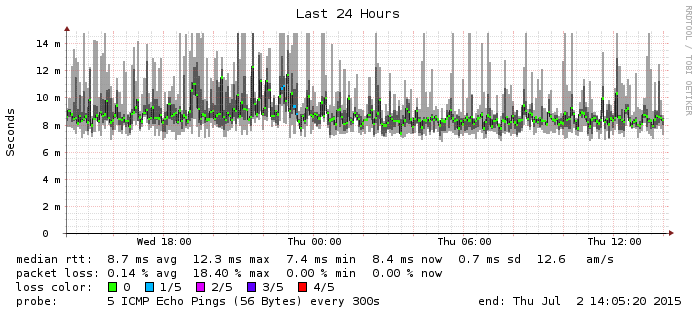 Last 24 Hours
RRDTOOL / TOBI OETIKER
Seconds
14 m
12 m
10 m
8 m
6 m
4 m
2 m
0
Wed 18:00 Thu 00:00 Thu 06:00 Thu 12:00
median rtt: 8.7 ms avg 12.3 ms max 7.4 ms min 8.4 ms now 0.7 ms sd 12.6 am/s
packet loss: 0.14 % avg 18.40 % max 0.00 % min 0.00 % now
loss color: 0 1/5 2/5 3/5 4/5
probe: 5 ICMP Echo Pings (56 Bytes) every 300s end: Thu Jul 2 14:05:20 2015